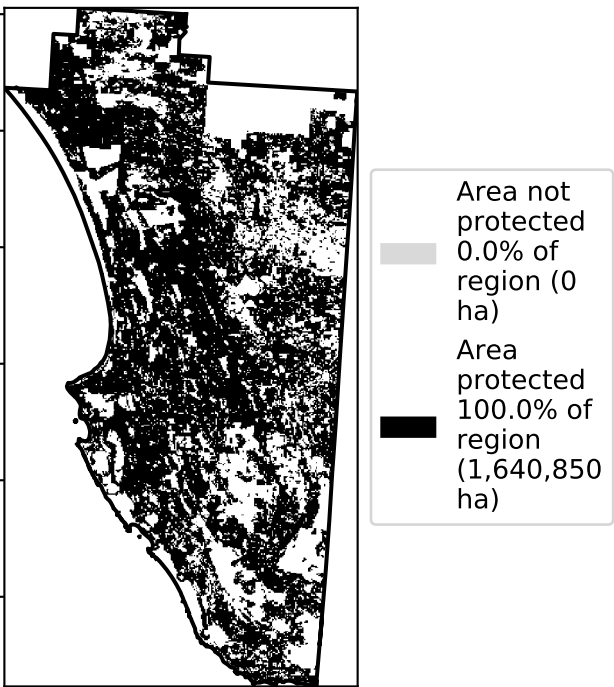 Area not
protected
0.0% of
region (0
ha)
Area
protected
100.0% of
region
(1,640,850
ha)